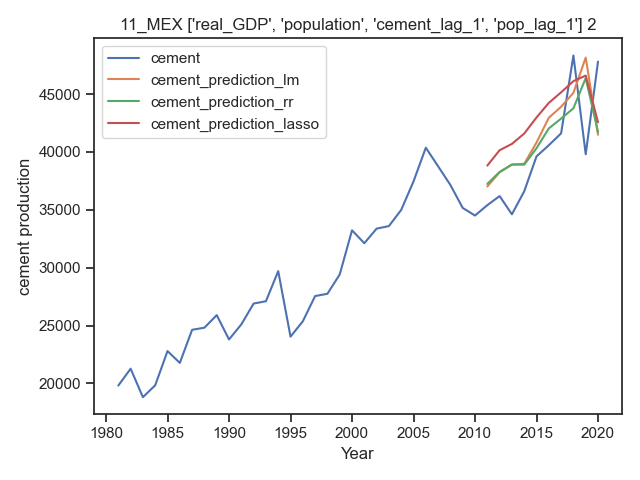 11_MEX ['real_GDP', 'population', 'cement_lag_1', 'pop_lag_1'] 2
cement
cement_prediction_lm
cement_prediction_rr
cement_prediction_lasso
45000
40000
35000
30000
25000
20000
cement production
1980 1985 1990 1995 2000 2005 2010 2015 2020
Year